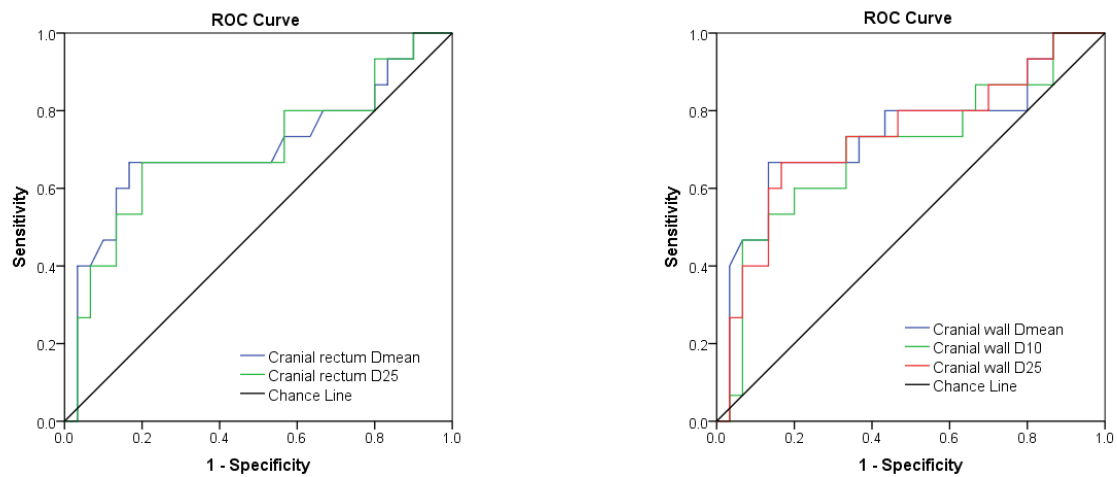 ROC Curve
1.0
0.8
0.6
0.4
0.2
0.0
Sensitivity
Cranial rectum Dmean
Cranial rectum D25
Chance Line
0.0 0.2 0.4 0.6 0.8 1.0
1 - Specificity
ROC Curve
1.0
0.8
0.6
0.4
0.2
0.0
Sensitivity
Cranial wall Dmean
Cranial wall D10
Cranial wall D25
Chance Line
0.0 0.2 0.4 0.6 0.8 1.0
1 - Specificity